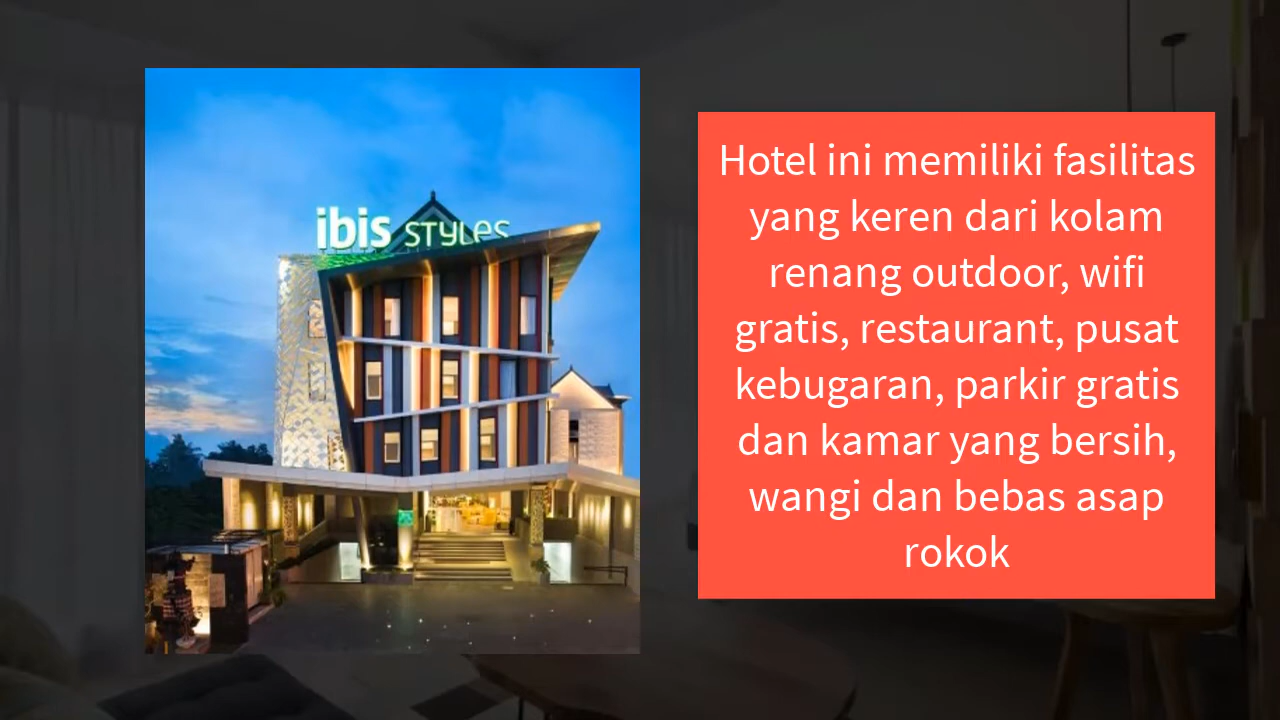 ibis STYLES
Hotel ini memiliki fasilitas
yang keren dari kolam
renang outdoor, wifi
gratis, restaurant, pusat
kebugaran, parkir gratis
dan kamar yang bersih,
wangi dan bebas asap
rokok